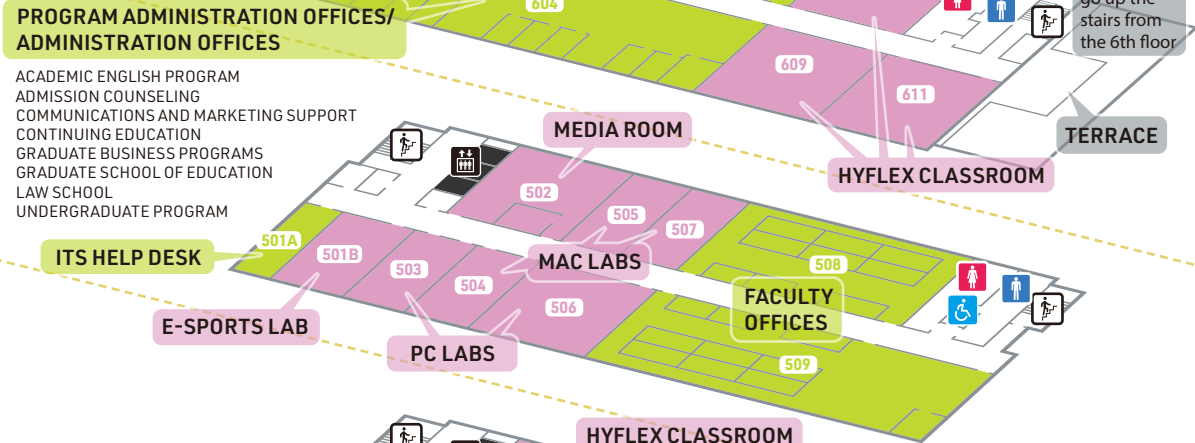 604
go up the
stairs from
the 6th floor
PROGRAM ADMINISTRATION OFFICES/
ADMINISTRATION OFFICES
ACADEMIC ENGLISH PROGRAM
ADMISSION COUNSELING
COMMUNICATIONS AND MARKETING SUPPORT
CONTINUING EDUCATION
GRADUATE BUSINESS PROGRAMS
GRADUATE SCHOOL OF EDUCATION
LAW SCHOOL
UNDERGRADUATE PROGRAM
609
611
TERRACE
HYFLEX CLASSROOM
MEDIA ROOM
502
505
507
508
501A
501B
503
504
506
509
ITS HELP DESK
MAC LABS
FACULTY
OFFICES
E-SPORTS LAB
PC LABS
HYFLEX CLASSROOM